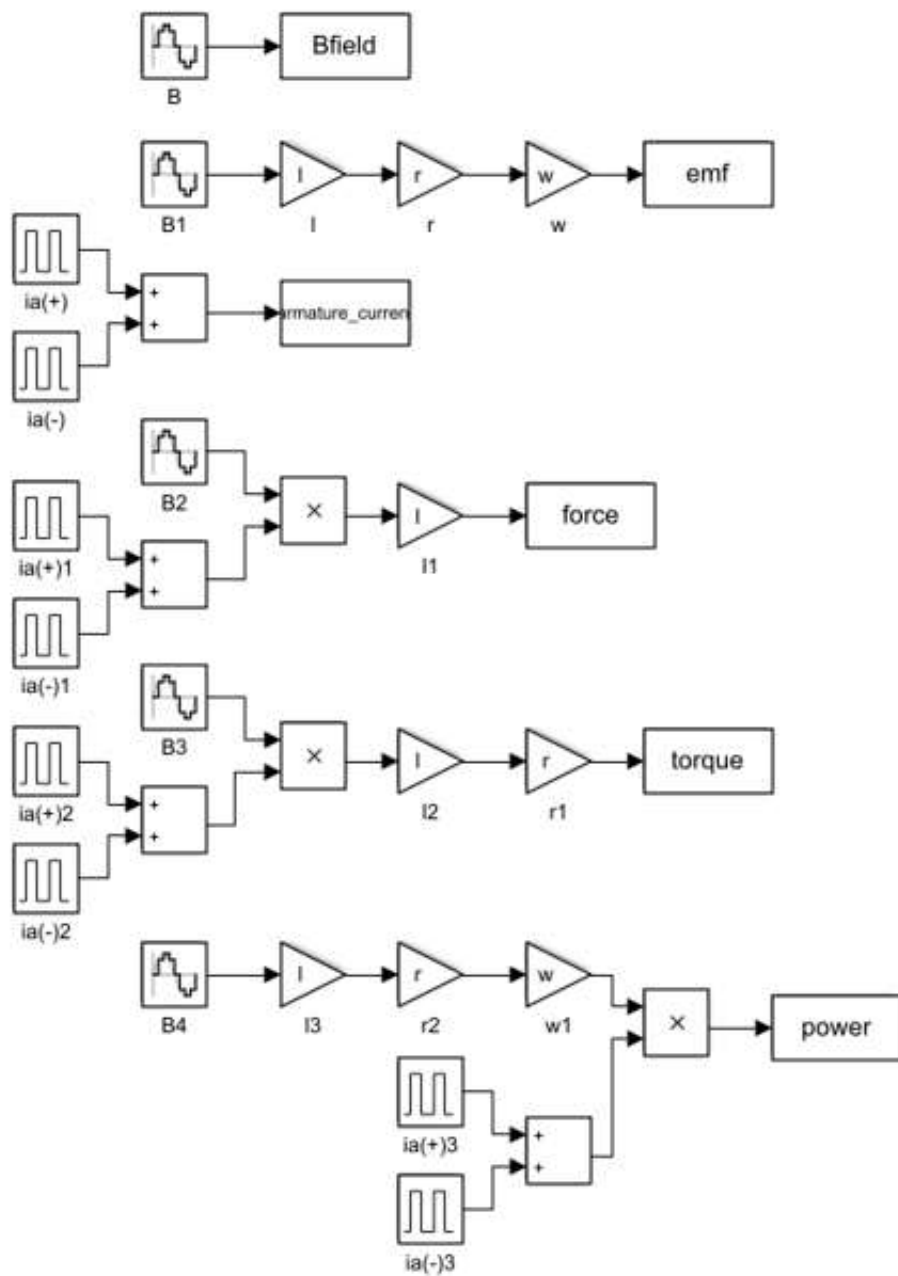 Bfield
B
l
r
w
emf
B1
l
r
w
ia(+)
+
+
armature_curren
ia(-)
B2
×
l
force
l1
ia(+)1
+
+
ia(-)1
B3
×
l
r
torque
l2
r1
ia(+)2
+
+
ia(-)2
l
r
w
×
power
B4
l3
r2
w1
ia(+)3
+
+
ia(-)3